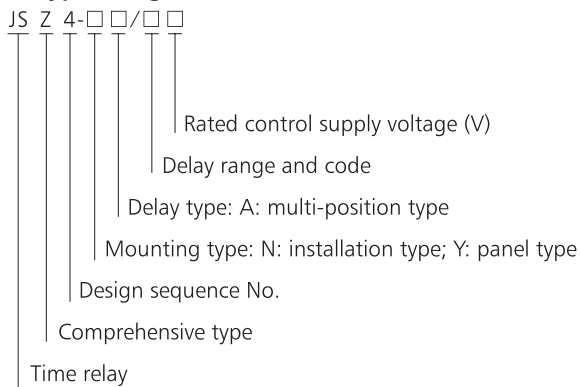 JS Z 4-□ □/□ □
Rated control supply voltage (V)
Delay range and code
Delay type: A: multi-position type
Mounting type: N: installation type; Y: panel type
Design sequence No.
Comprehensive type
Time relay